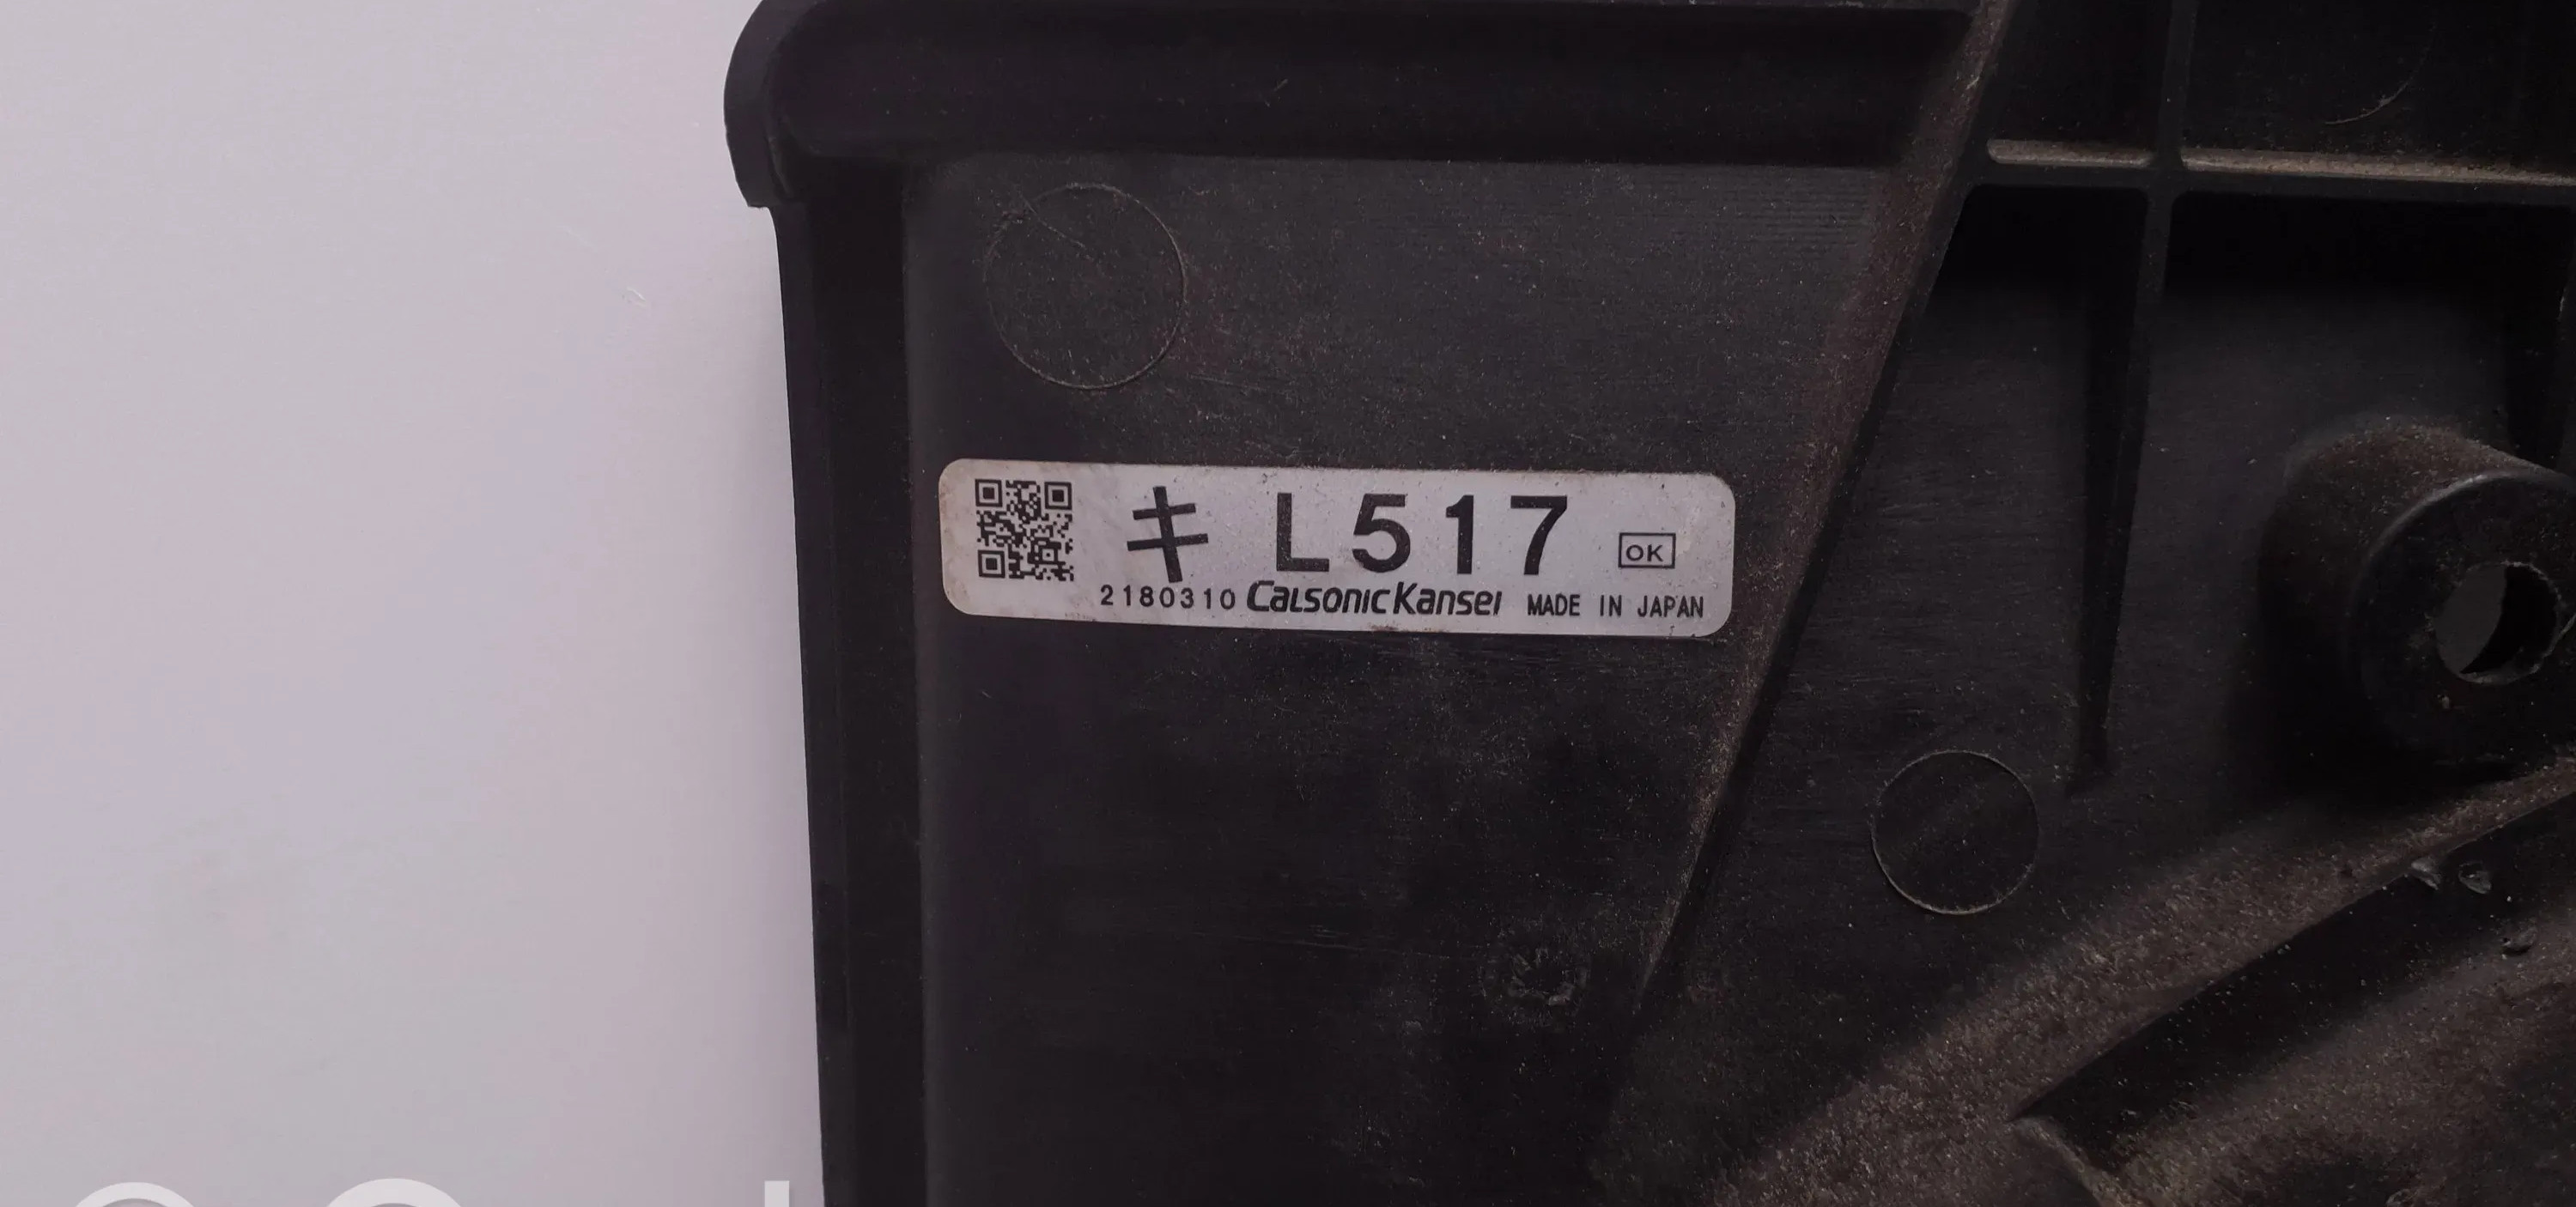 キ L517 OK
2180310 CalsonicKansei MADE IN JAPAN